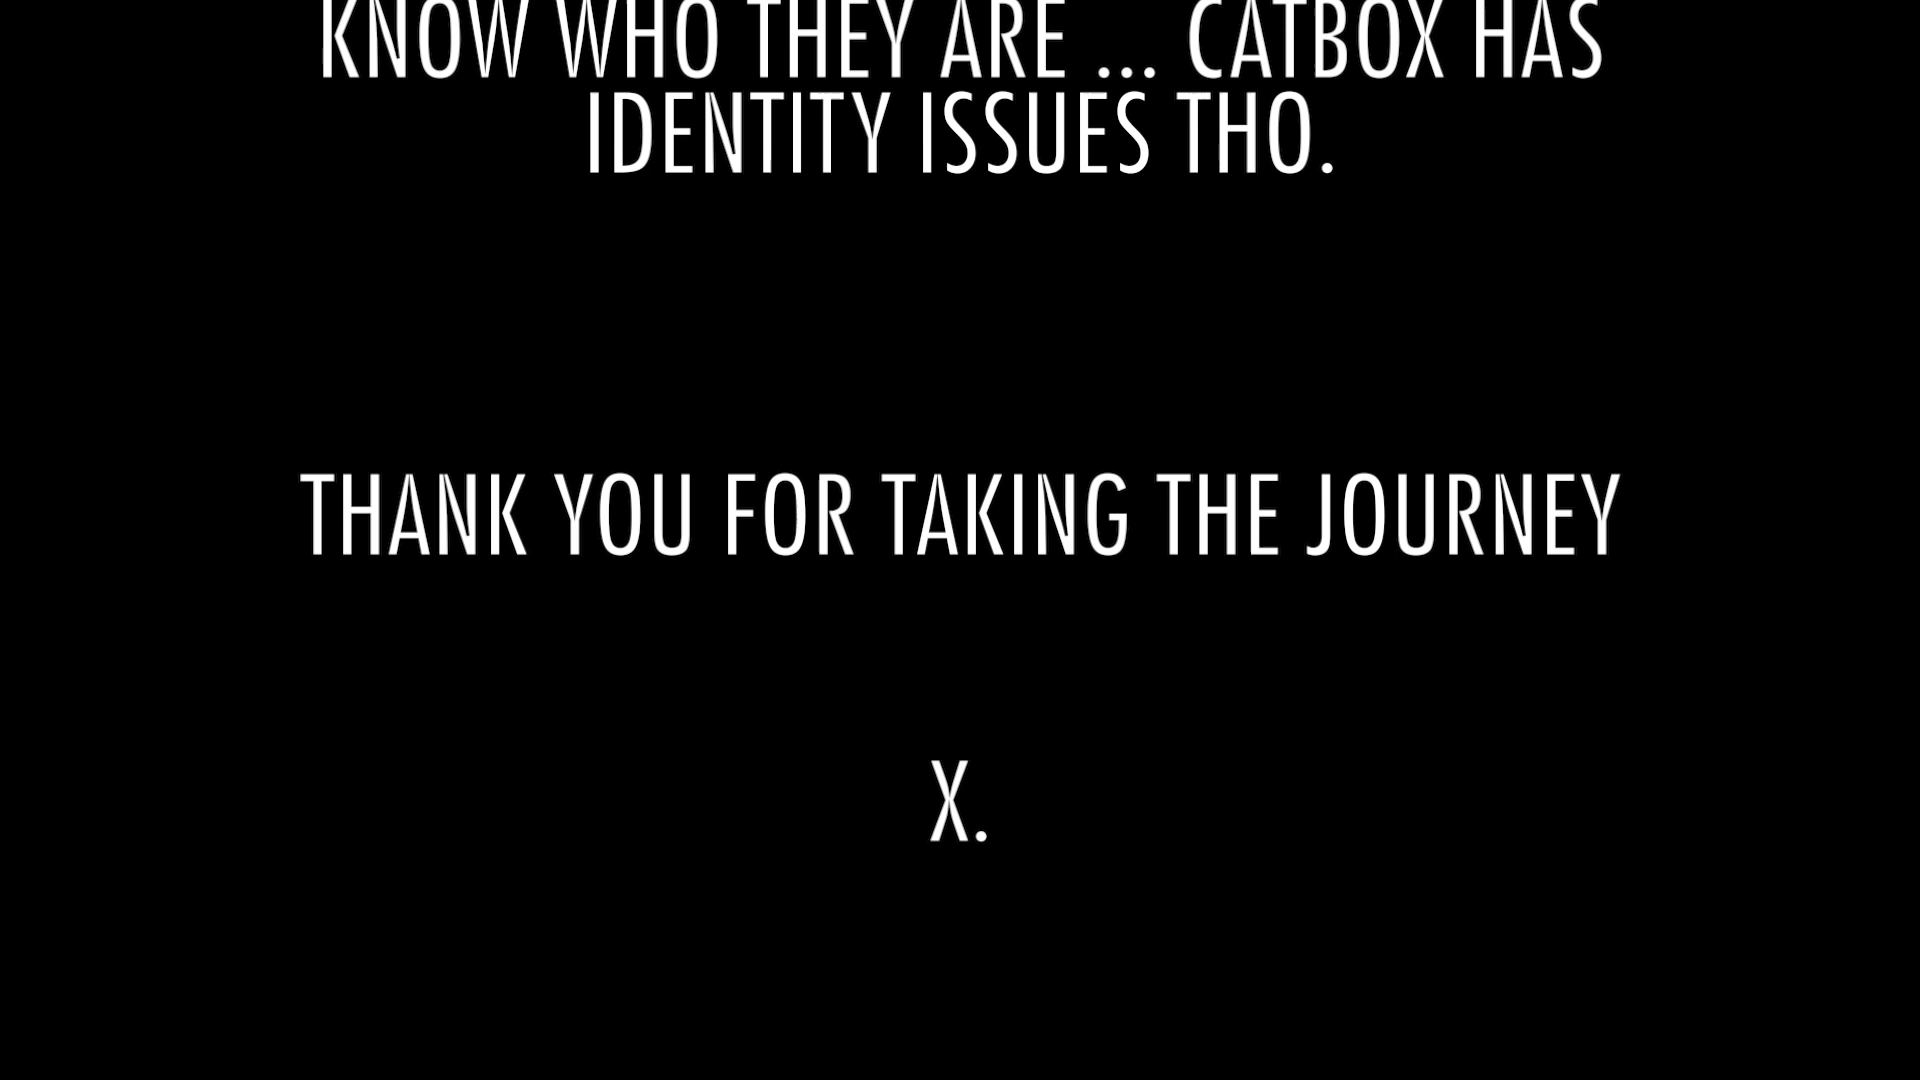 KNOW WHO THEY ARE ... CATBOX HAS
IDENTITY ISSUES THO.
THANK YOU FOR TAKING THE JOURNEY
X.